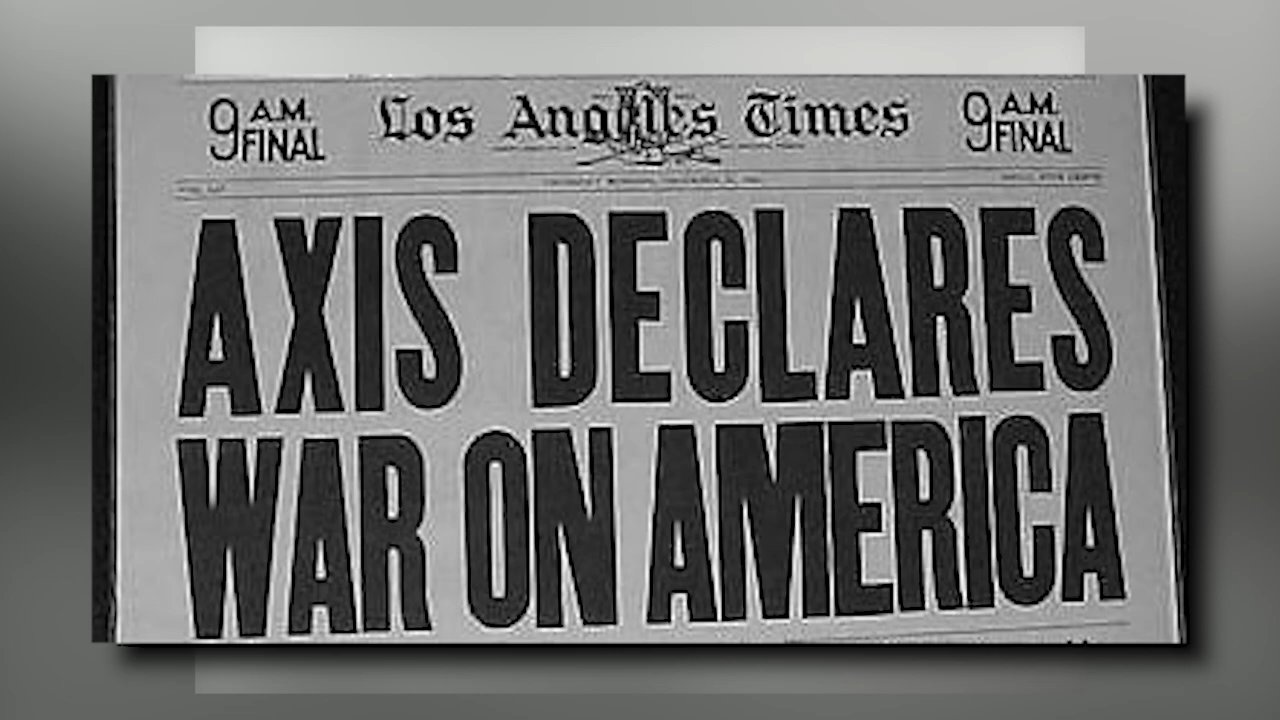 9 A.M. FINAL
Los Angeles Times
9 A.M. FINAL
AXIS DECLARES
WAR ON AMERICA